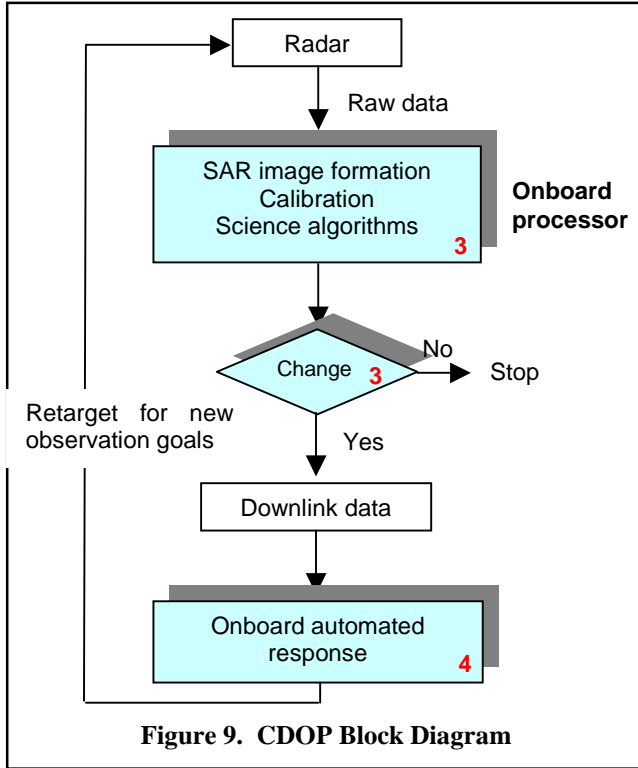 Radar
Raw data
SAR image formation
Calibration
Science algorithms
3
Onboard
processor
Change
3
No
Stop
Retarget for new
observation goals
Yes
Downlink data
Onboard automated
response
4
Figure 9. CDOP Block Diagram